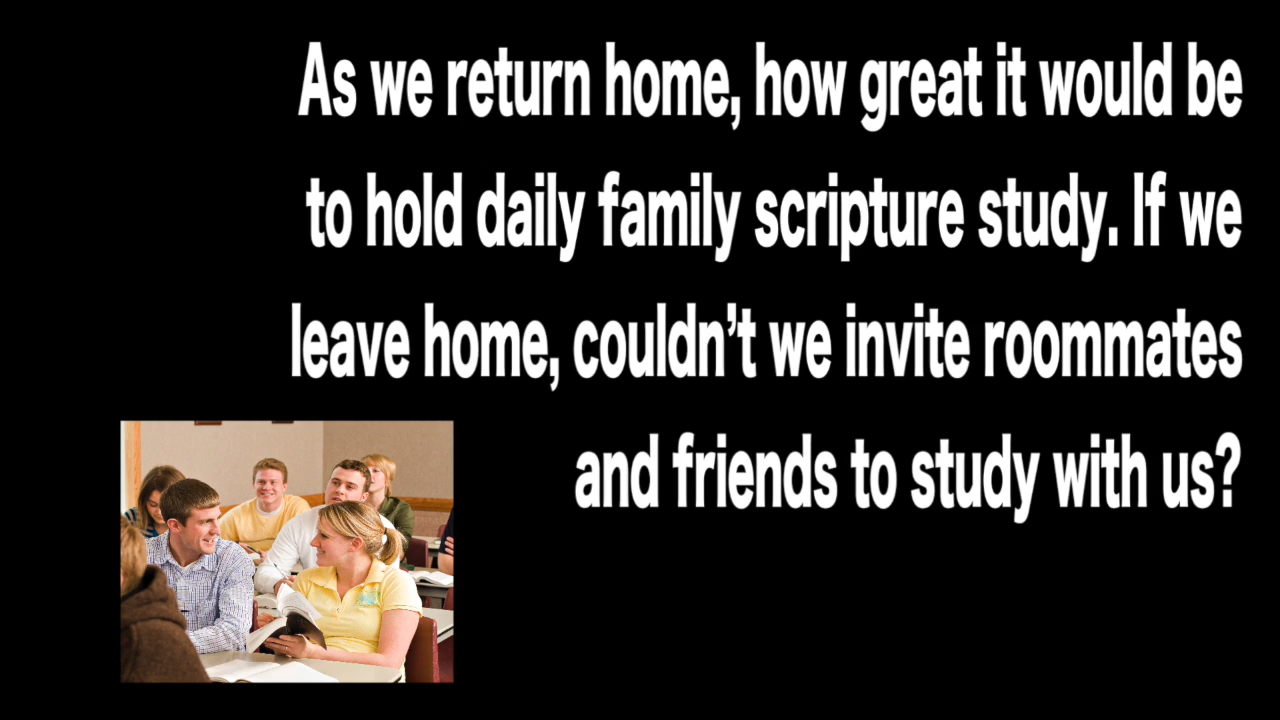 As we return home, how great it would be
to hold daily family scripture study. If we
leave home, couldn’t we invite roommates
and friends to study with us?